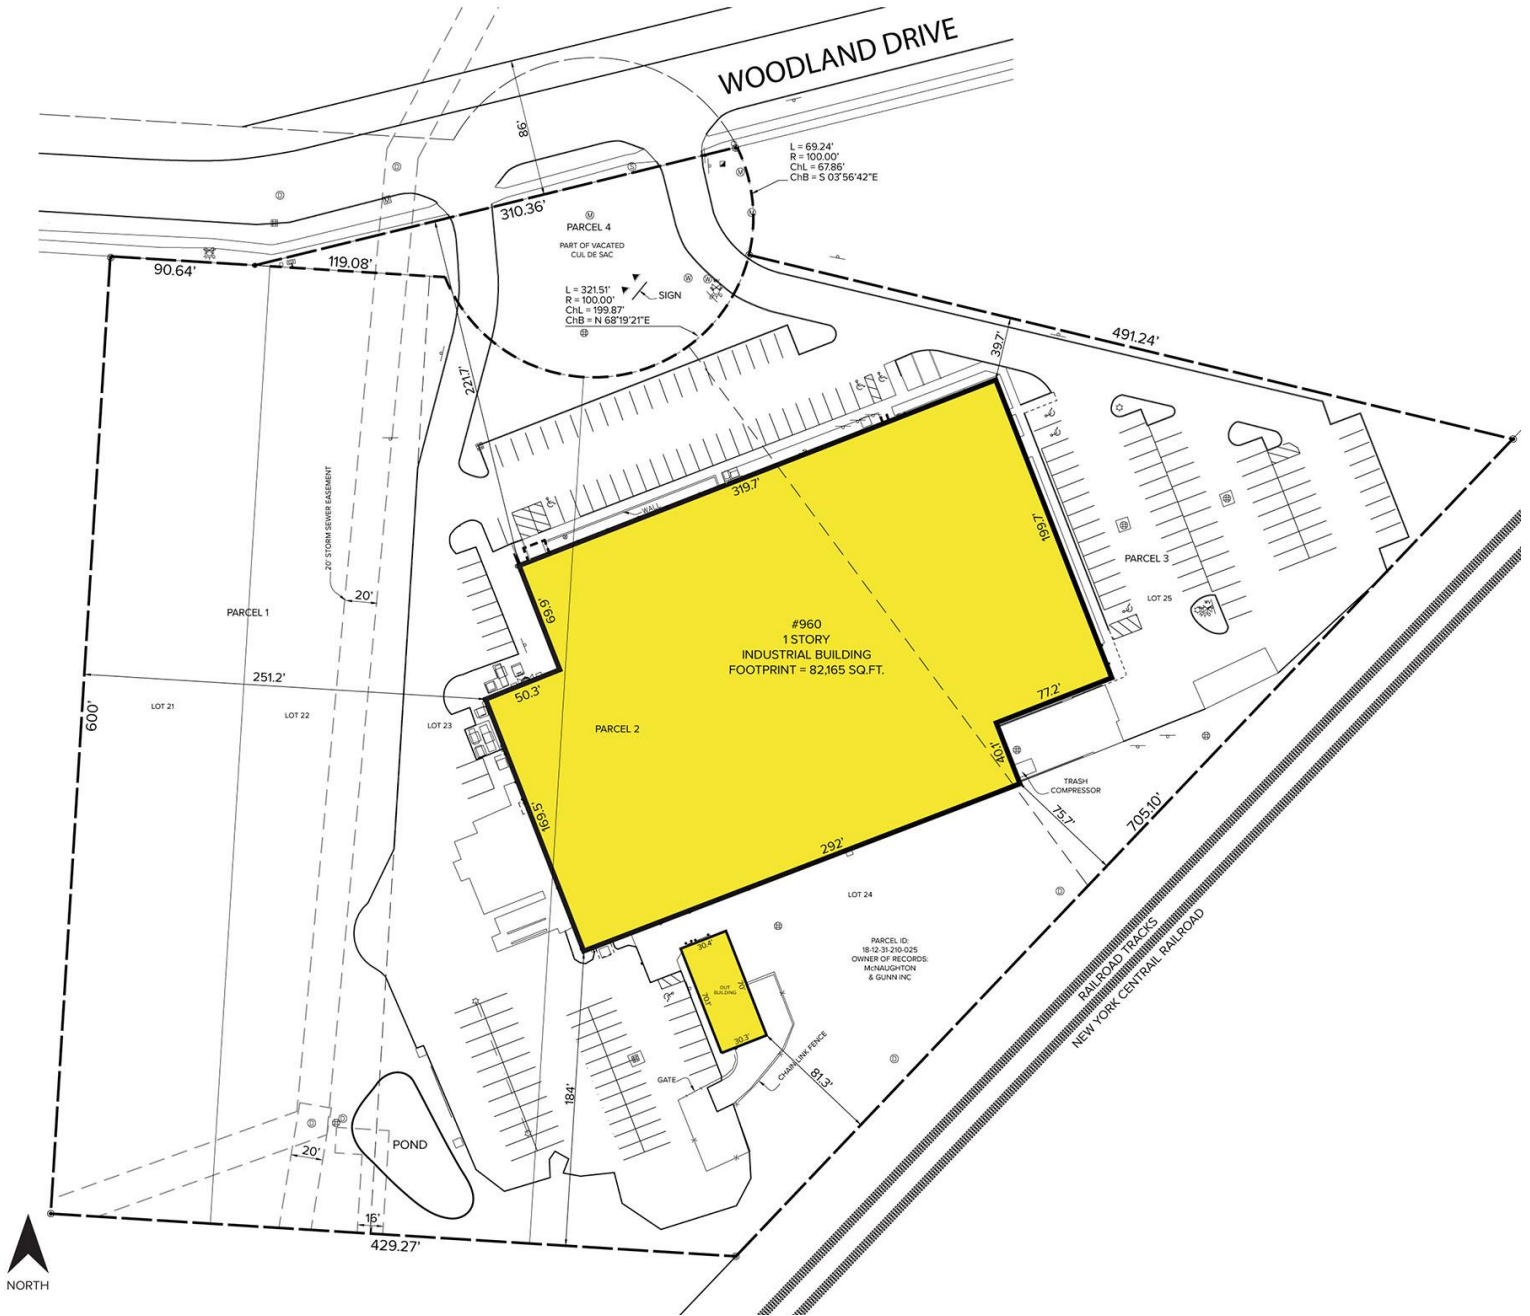 WOODLAND DRIVE
86'
L = 69.24'
R = 100.00'
ChL = 67.86'
ChB = S 03°56'42"E
310.36'
PARCEL 4
PART OF VACATED
CUL DE SAC
90.64'
119.08'
L = 321.51'
R = 100.00'
ChL = 199.87'
ChB = N 68°19'21"E
SIGN
491.24'
39.7'
221.7'
20' STORM SEWER EASEMENT
20'
319.7'
WALL
199.7'
PARCEL 3
LOT 25
69.9'
PARCEL 1
#960
1 STORY
INDUSTRIAL BUILDING
FOOTPRINT = 82,165 SQ.FT.
251.2'
50.3'
77.2'
600'
LOT 21
LOT 22
LOT 23
PARCEL 2
40.1'
TRASH
COMPRESSOR
75.7'
705.10'
169.5'
292'
LOT 24
PARCEL ID:
18-12-31-210-025
OWNER OF RECORDS:
McNAUGHTON
& GUNN INC
RAILROAD TRACKS
NEW YORK CENTRAL RAILROAD
30.4'
OUT
BUILDING
70.1'
70'
30.3'
CHAIN LINK FENCE
GATE
81.3'
184'
POND
20'
16'
429.27'
NORTH